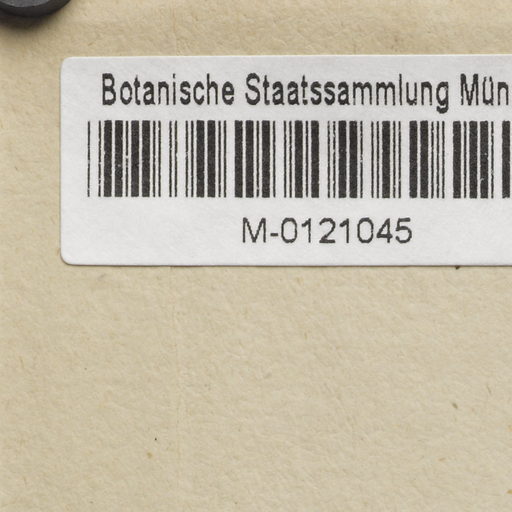 Botanische Staatssammlung Mün
M-0121045